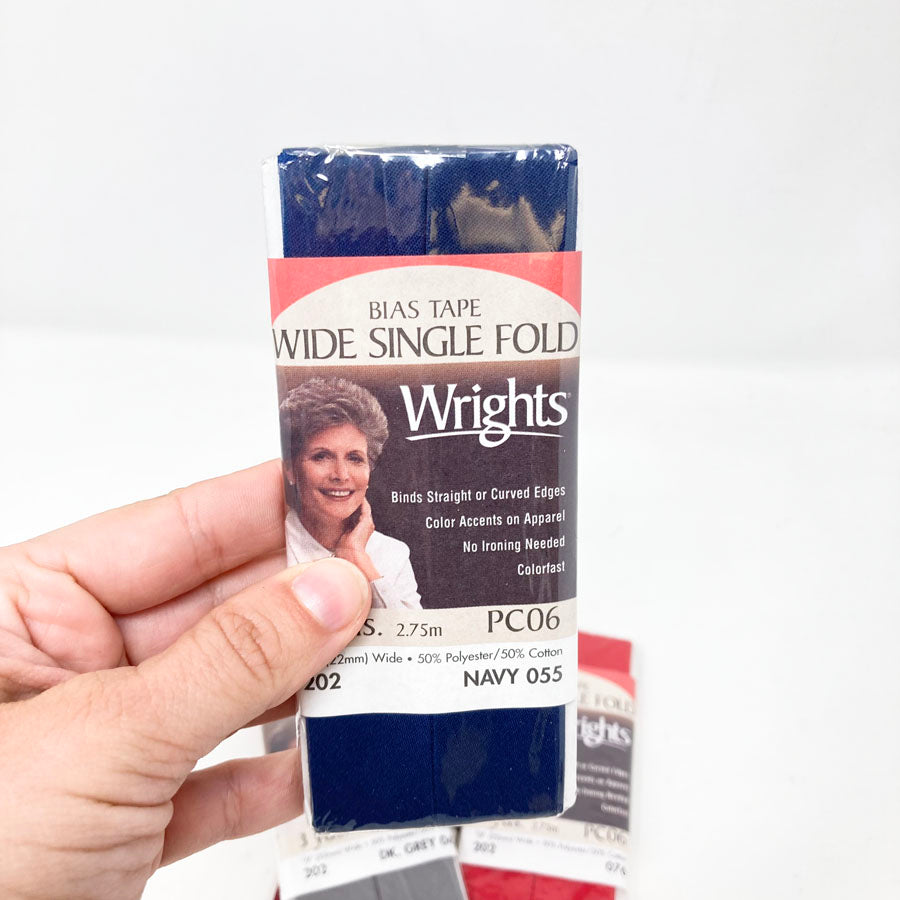 BIAS TAPE
WIDE SINGLE FOLD
Wrights
Binds Straight or Curved Edges
Color Accents on Apparel
No Ironing Needed
Colorfast
2.75m PC06
(22mm) Wide • 50% Polyester/50% Cotton
202 NAVY 055
FOLD
PC06
202
DK. GREY
202